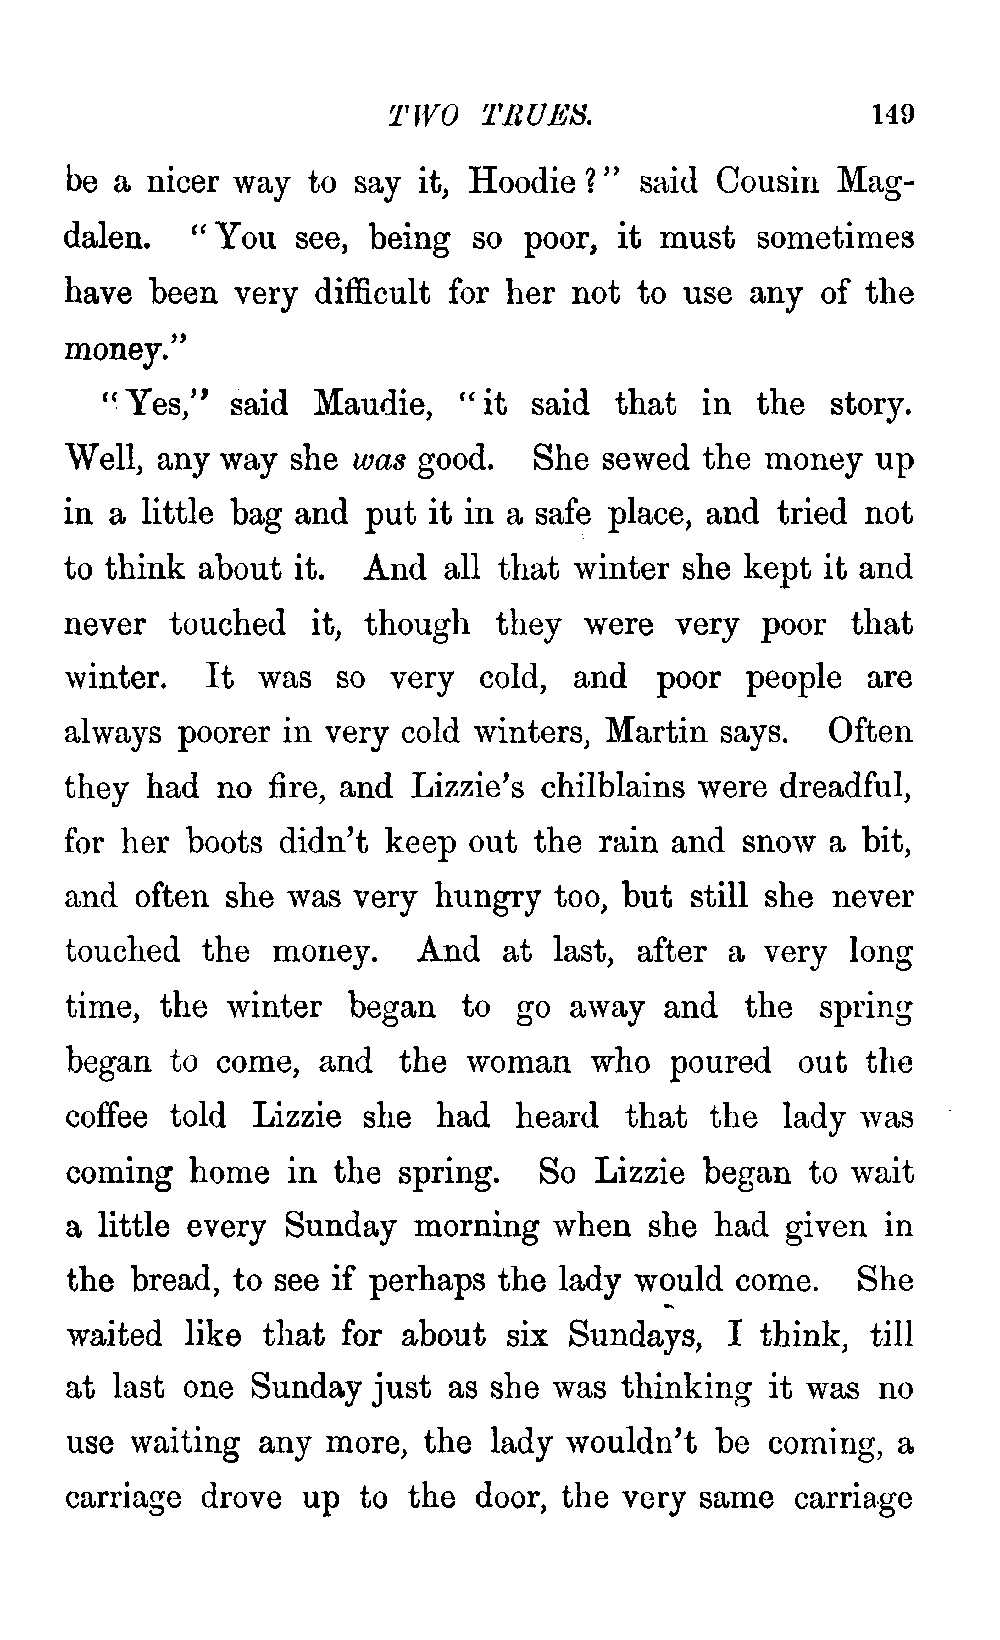 TWO TRUES. 149
be a nicer way to say it, Hoodie?" said Cousin Mag-
dalen. "You see, being so poor, it must sometimes
have been very difficult for her not to use any of the
money."
"Yes," said Maudie, "it said that in the story.
Well, any way she was good. She sewed the money up
in a little bag and put it in a safe place, and tried not
to think about it. And all that winter she kept it and
never touched it, though they were very poor that
winter. It was so very cold, and poor people are
always poorer in very cold winters, Martin says. Often
they had no fire, and Lizzie's chilblains were dreadful,
for her boots didn't keep out the rain and snow a bit,
and often she was very hungry too, but still she never
touched the money. And at last, after a very long
time, the winter began to go away and the spring
began to come, and the woman who poured out the
coffee told Lizzie she had heard that the lady was
coming home in the spring. So Lizzie began to wait
a little every Sunday morning when she had given in
the bread, to see if perhaps the lady would come. She
waited like that for about six Sundays, I think, till
at last one Sunday just as she was thinking it was no
use waiting any more, the lady wouldn't be coming, a
carriage drove up to the door, the very same carriage